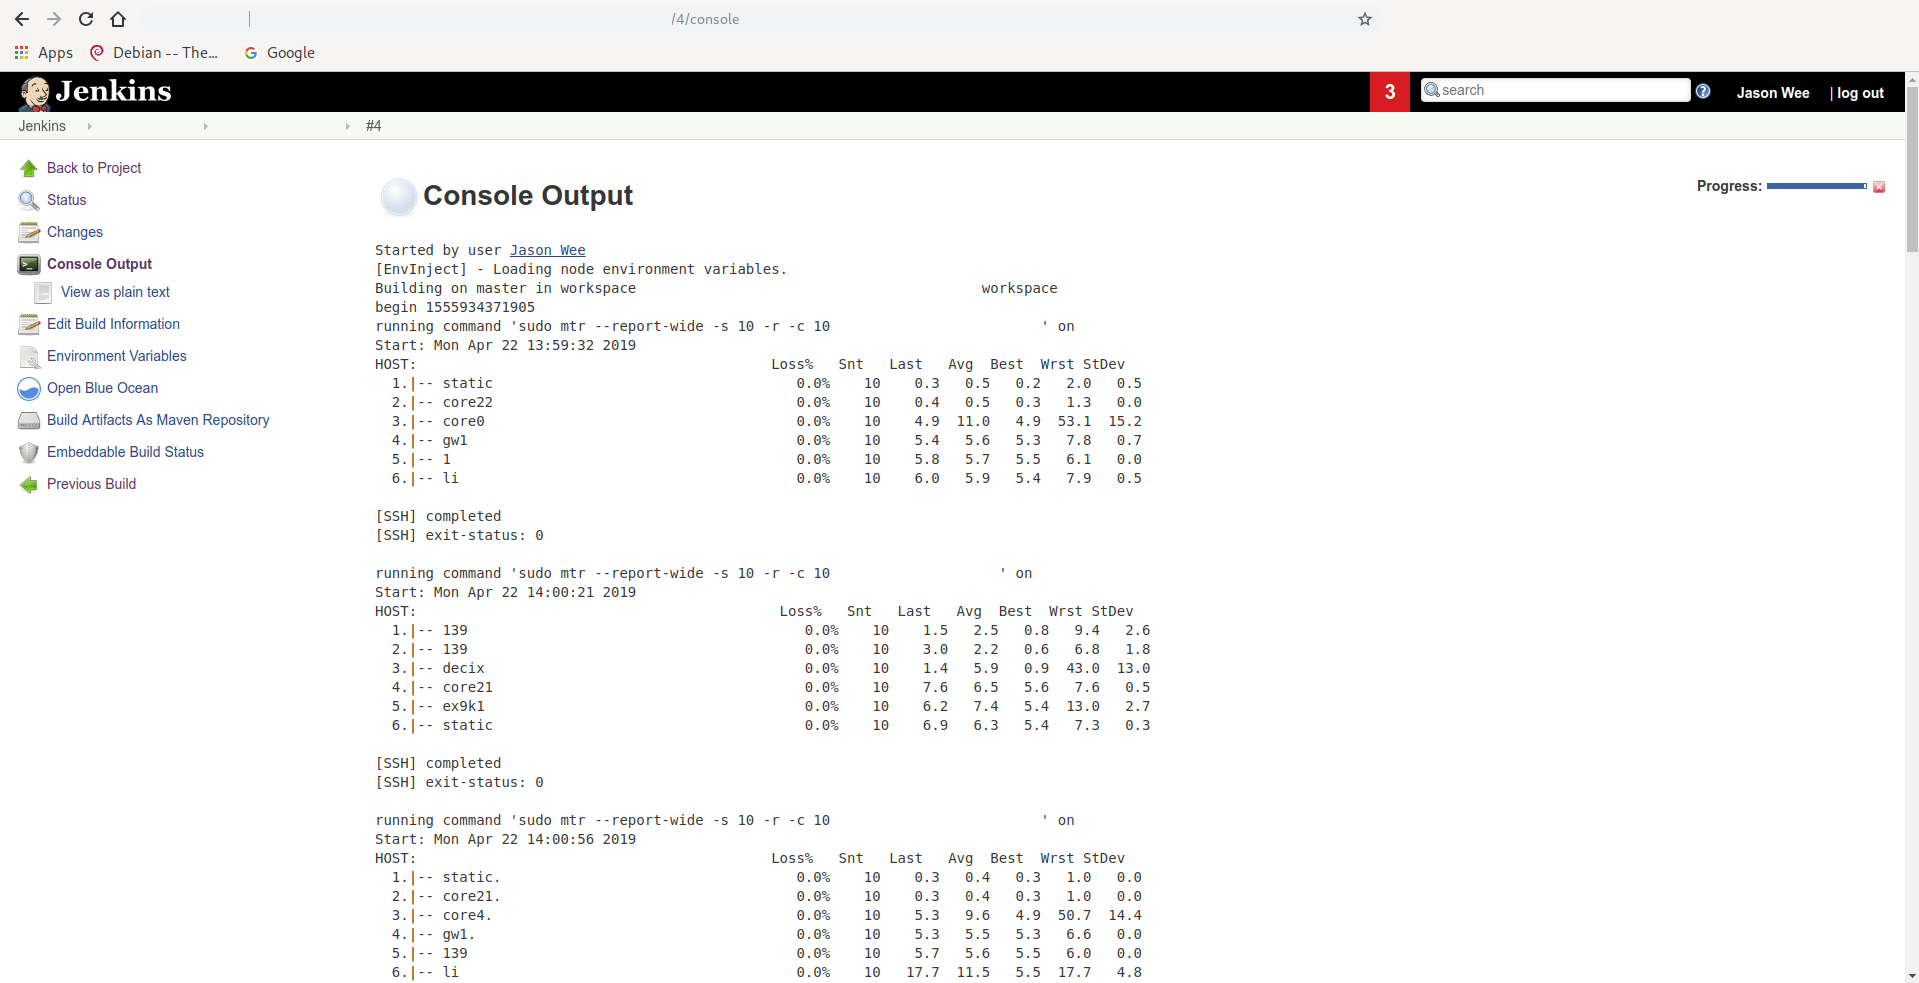 /4/console
Apps Debian -- The... Google
Jenkins 3 search Jason Wee | log out
Jenkins #4
Back to Project
Status
Changes
Console Output
View as plain text
Edit Build Information
Environment Variables
Open Blue Ocean
Build Artifacts As Maven Repository
Embeddable Build Status
Previous Build
Console Output
Progress:
Started by user Jason Wee
[EnvInject] - Loading node environment variables.
Building on master in workspace workspace
begin 1555934371905
running command 'sudo mtr --report-wide -s 10 -r -c 10 ' on
Start: Mon Apr 22 13:59:32 2019
HOST: Loss% Snt Last Avg Best Wrst StDev
1.|-- static 0.0% 10 0.3 0.5 0.2 2.0 0.5
2.|-- core22 0.0% 10 0.4 0.5 0.3 1.3 0.0
3.|-- core0 0.0% 10 4.9 11.0 4.9 53.1 15.2
4.|-- gw1 0.0% 10 5.4 5.6 5.3 7.8 0.7
5.|-- 1 0.0% 10 5.8 5.7 5.5 6.1 0.0
6.|-- li 0.0% 10 6.0 5.9 5.4 7.9 0.5
[SSH] completed
[SSH] exit-status: 0
running command 'sudo mtr --report-wide -s 10 -r -c 10 ' on
Start: Mon Apr 22 14:00:21 2019
HOST: Loss% Snt Last Avg Best Wrst StDev
1.|-- 139 0.0% 10 1.5 2.5 0.8 9.4 2.6
2.|-- 139 0.0% 10 3.0 2.2 0.6 6.8 1.8
3.|-- decix 0.0% 10 1.4 5.9 0.9 43.0 13.0
4.|-- core21 0.0% 10 7.6 6.5 5.6 7.6 0.5
5.|-- ex9k1 0.0% 10 6.2 7.4 5.4 13.0 2.7
6.|-- static 0.0% 10 6.9 6.3 5.4 7.3 0.3
[SSH] completed
[SSH] exit-status: 0
running command 'sudo mtr --report-wide -s 10 -r -c 10 ' on
Start: Mon Apr 22 14:00:56 2019
HOST: Loss% Snt Last Avg Best Wrst StDev
1.|-- static. 0.0% 10 0.3 0.4 0.3 1.0 0.0
2.|-- core21. 0.0% 10 0.3 0.4 0.3 1.0 0.0
3.|-- core4. 0.0% 10 5.3 9.6 4.9 50.7 14.4
4.|-- gw1. 0.0% 10 5.3 5.5 5.3 6.6 0.0
5.|-- 139 0.0% 10 5.7 5.6 5.5 6.0 0.0
6.|-- li 0.0% 10 17.7 11.5 5.5 17.7 4.8